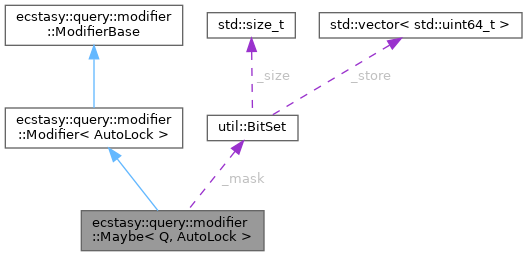 ecstasy::query::modifier
::ModifierBase
std::size_t
std::vector< std::uint64_t >
_size
_store
ecstasy::query::modifier
::Modifier< AutoLock >
util::BitSet
_mask
ecstasy::query::modifier
::Maybe< Q, AutoLock >